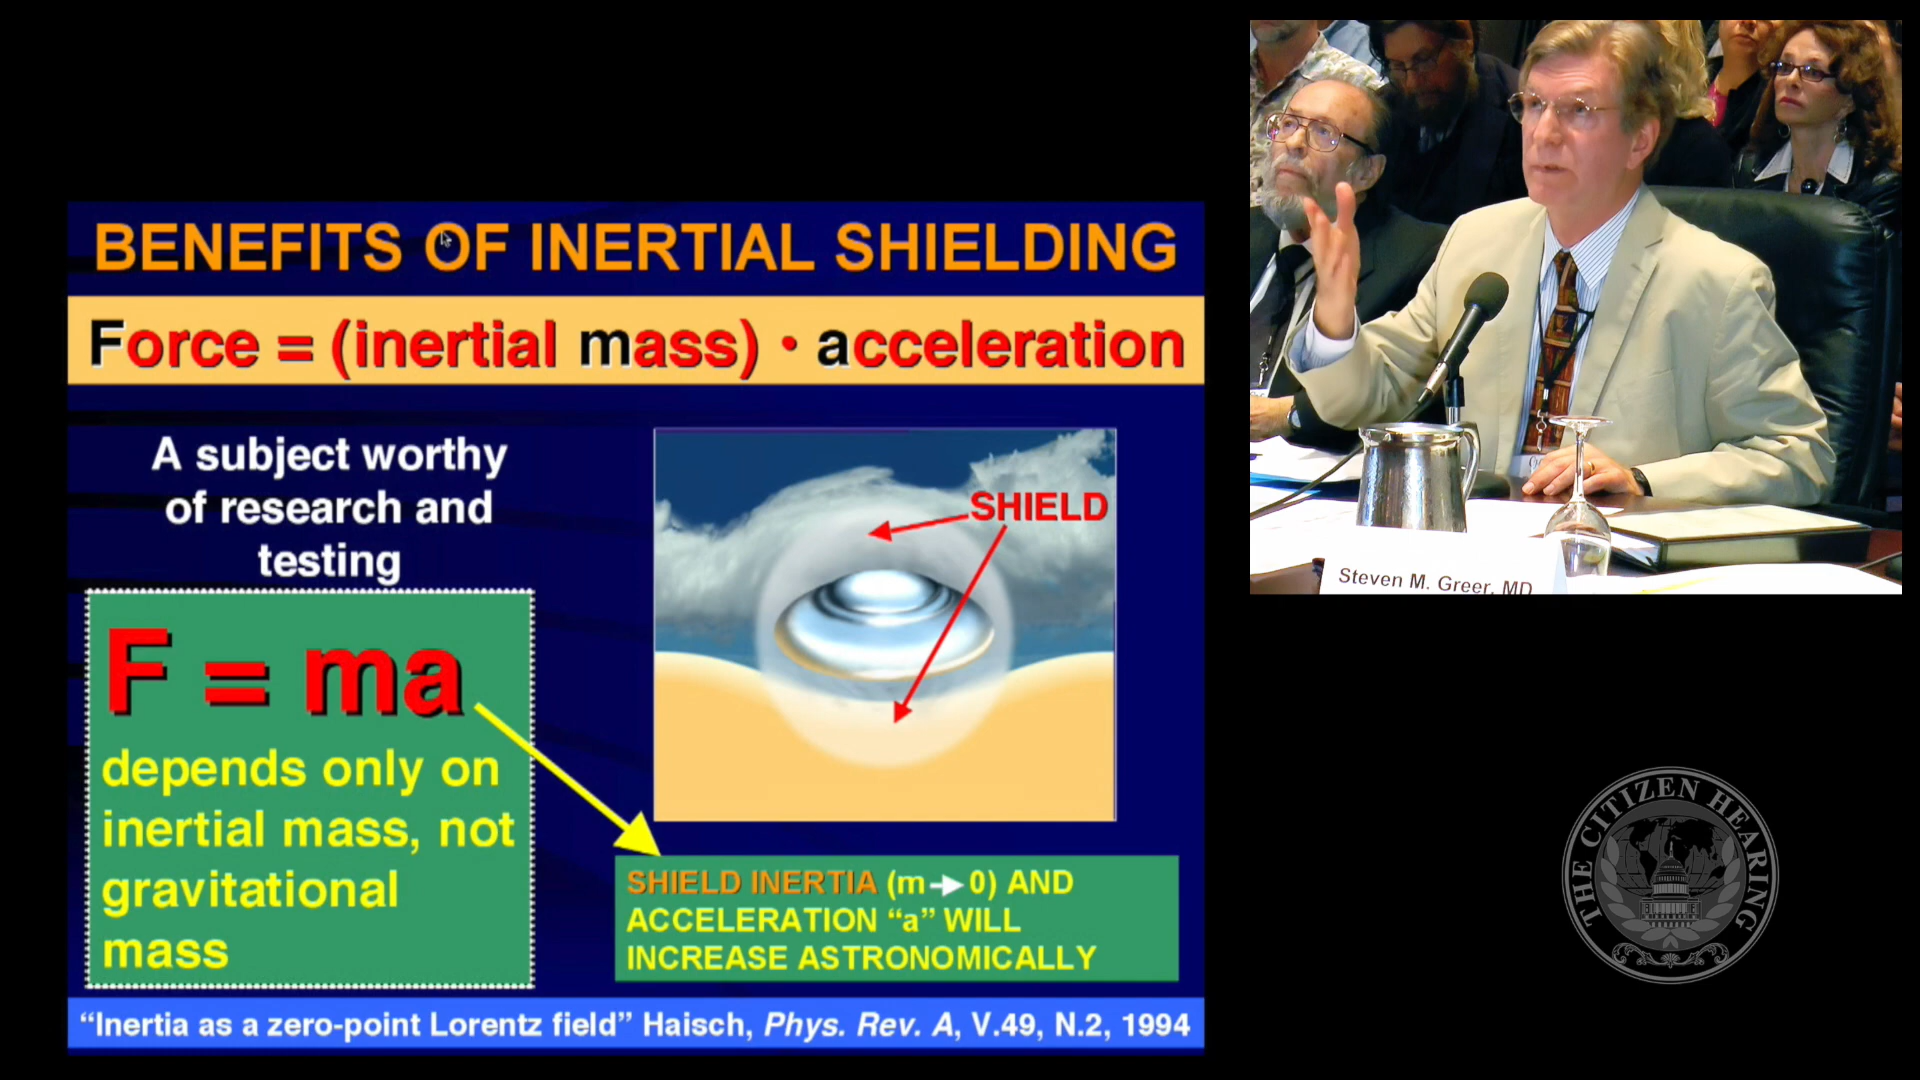 BENEFITS OF INERTIAL SHIELDING
Force = (inertial mass) · acceleration
A subject worthy
of research and
testing
SHIELD
F = ma
depends only on
inertial mass, not
gravitational
mass
SHIELD INERTIA (m→0) AND
ACCELERATION “a” WILL
INCREASE ASTRONOMICALLY
“Inertia as a zero-point Lorentz field” Haisch, Phys. Rev. A, V.49, N.2, 1994
Steven M. Greer, MD
THE CITIZEN HEARING